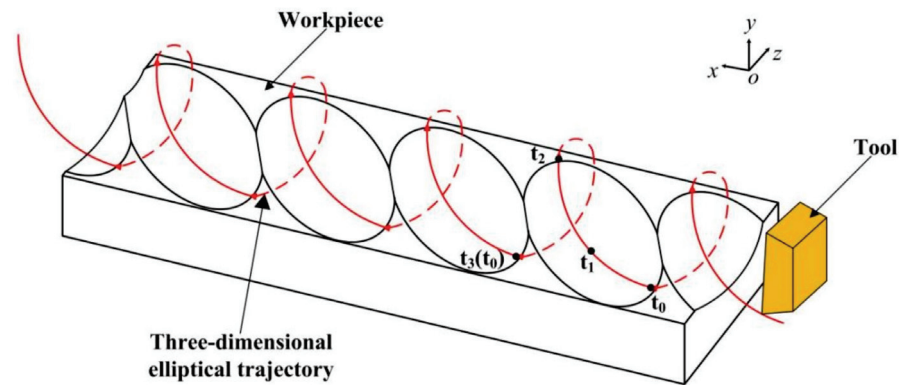 Workpiece
y
z
x
o
Tool
t2
t1
t3(t0)
t0
Three-dimensional
elliptical trajectory